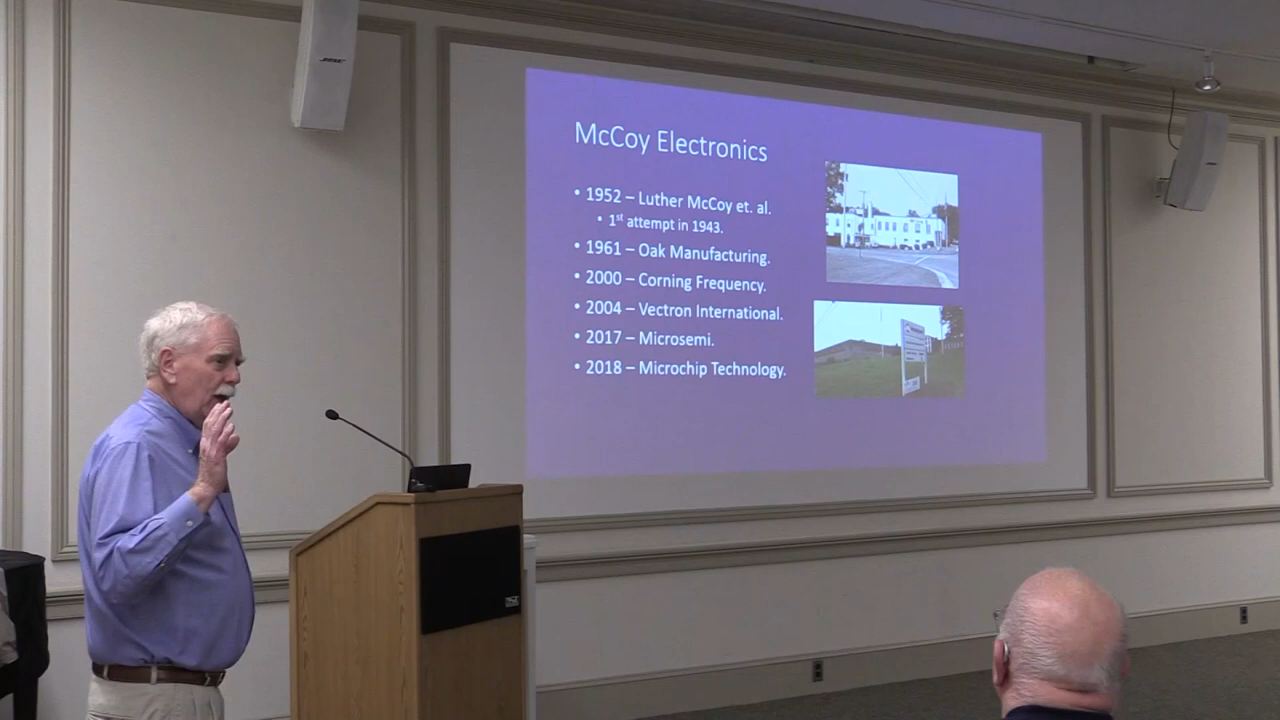 BOSE
McCoy Electronics
• 1952 – Luther McCoy et. al.
• 1st attempt in 1943.
• 1961 – Oak Manufacturing.
• 2000 – Corning Frequency.
• 2004 – Vectron International.
• 2017 – Microsemi.
• 2018 – Microchip Technology.